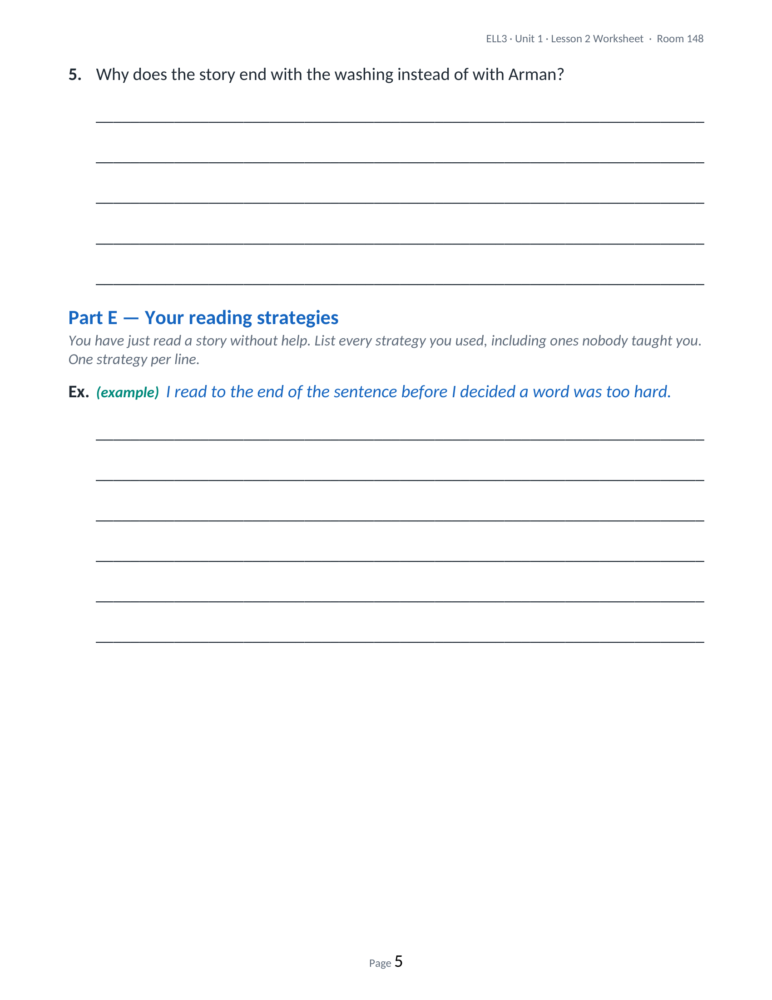 ELL3 · Unit 1 · Lesson 2 Worksheet · Room 148
5. Why does the story end with the washing instead of with Arman?
Part E — Your reading strategies
You have just read a story without help. List every strategy you used, including ones nobody taught you.
One strategy per line.
Ex. (example) I read to the end of the sentence before I decided a word was too hard.
Page 5